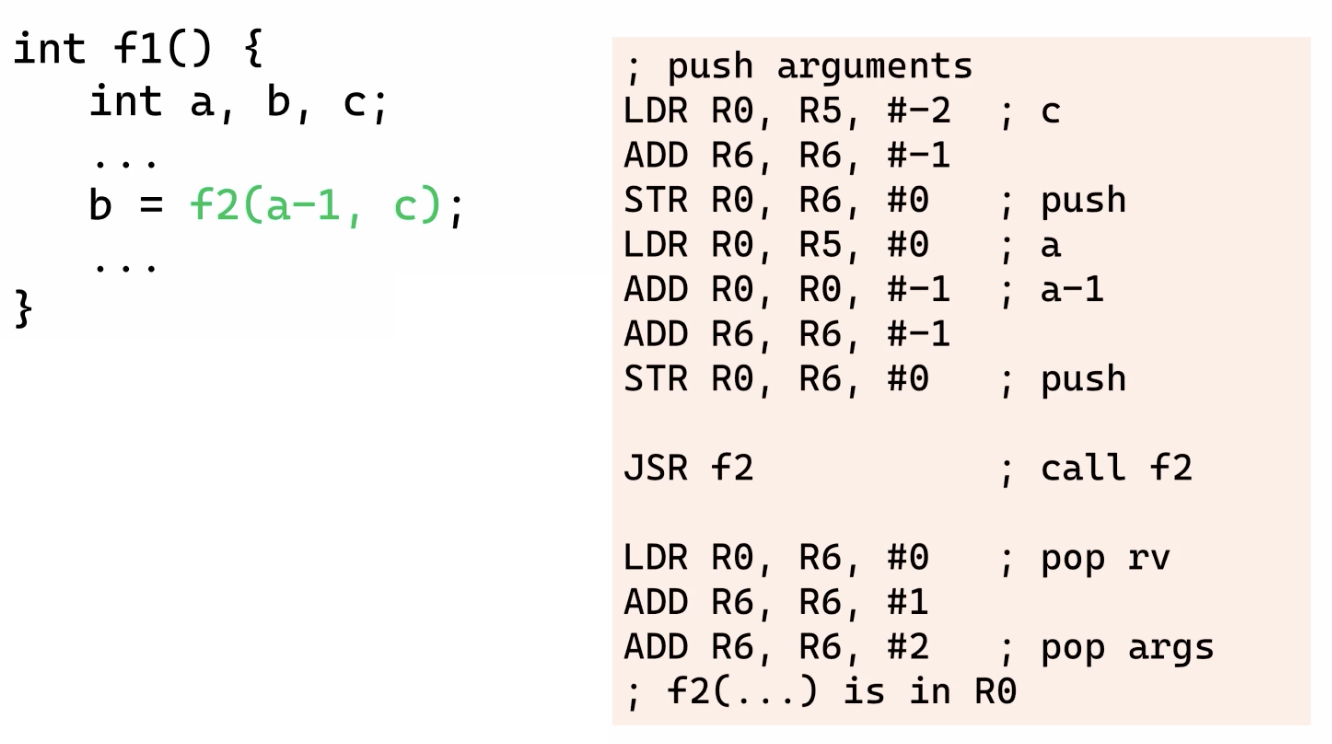 int f1() {
int a, b, c;
...
b = f2(a-1, c);
...
}
; push arguments
LDR R0, R5, #-2 ; c
ADD R6, R6, #-1
STR R0, R6, #0 ; push
LDR R0, R5, #0 ; a
ADD R0, R0, #-1 ; a-1
ADD R6, R6, #-1
STR R0, R6, #0 ; push
JSR f2 ; call f2
LDR R0, R6, #0 ; pop rv
ADD R6, R6, #1
ADD R6, R6, #2 ; pop args
; f2(...) is in R0